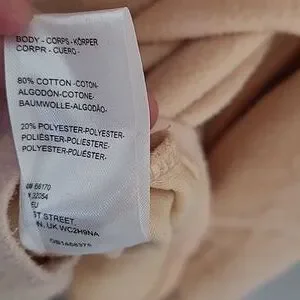 BODY - CORPS - KÖRPER
CORPR - CUERO -
80% COTTON -COTON-
ALGODÓN-COTONE-
BAUMWOLLE-ALGODÃO-
20% POLYESTER-POLYESTER-
POLIÉSTER-POLIESTERE-
POLYESTER-POLIÉSTER-
66170
EU
ST STREET,
UK WC2H9NA